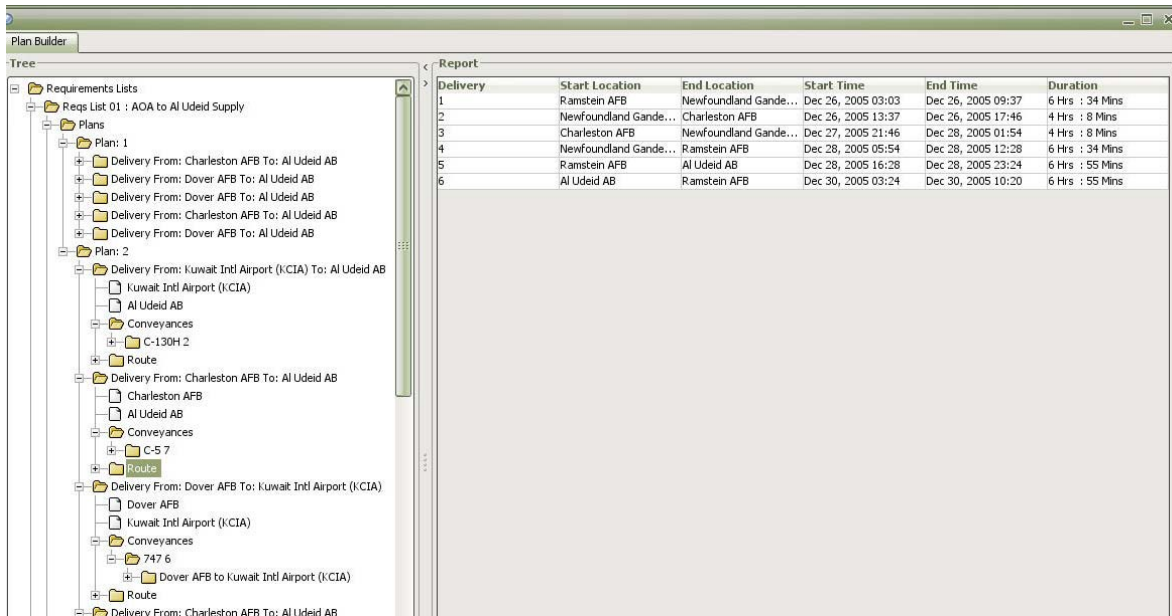 Plan Builder
Tree
Requirements Lists
Reqs List 01 : AOA to Al Udeid Supply
Plans
Plan: 1
Delivery From: Charleston AFB To: Al Udeid AB
Delivery From: Dover AFB To: Al Udeid AB
Delivery From: Dover AFB To: Al Udeid AB
Delivery From: Charleston AFB To: Al Udeid AB
Delivery From: Dover AFB To: Al Udeid AB
Plan: 2
Delivery From: Kuwait Intl Airport (KCIA) To: Al Udeid AB
Kuwait Intl Airport (KCIA)
Al Udeid AB
Conveyances
C-130H 2
Route
Delivery From: Charleston AFB To: Al Udeid AB
Charleston AFB
Al Udeid AB
Conveyances
C-5 7
Route
Delivery From: Dover AFB To: Kuwait Intl Airport (KCIA)
Dover AFB
Kuwait Intl Airport (KCIA)
Conveyances
747 6
Dover AFB to Kuwait Intl Airport (KCIA)
Route
Delivery From: Charleston AFB To: Al Udeid AB
Report
Delivery Start Location End Location Start Time End Time Duration
1 Ramstein AFB Newfoundland Gande... Dec 26, 2005 03:03 Dec 26, 2005 09:37 6 Hrs : 34 Mins
2 Newfoundland Gande... Charleston AFB Dec 26, 2005 13:37 Dec 26, 2005 17:46 4 Hrs : 8 Mins
3 Charleston AFB Newfoundland Gande... Dec 27, 2005 21:46 Dec 28, 2005 01:54 4 Hrs : 8 Mins
4 Newfoundland Gande... Ramstein AFB Dec 28, 2005 05:54 Dec 28, 2005 12:28 6 Hrs : 34 Mins
5 Ramstein AFB Al Udeid AB Dec 28, 2005 16:28 Dec 28, 2005 23:24 6 Hrs : 55 Mins
6 Al Udeid AB Ramstein AFB Dec 30, 2005 03:24 Dec 30, 2005 10:20 6 Hrs : 55 Mins